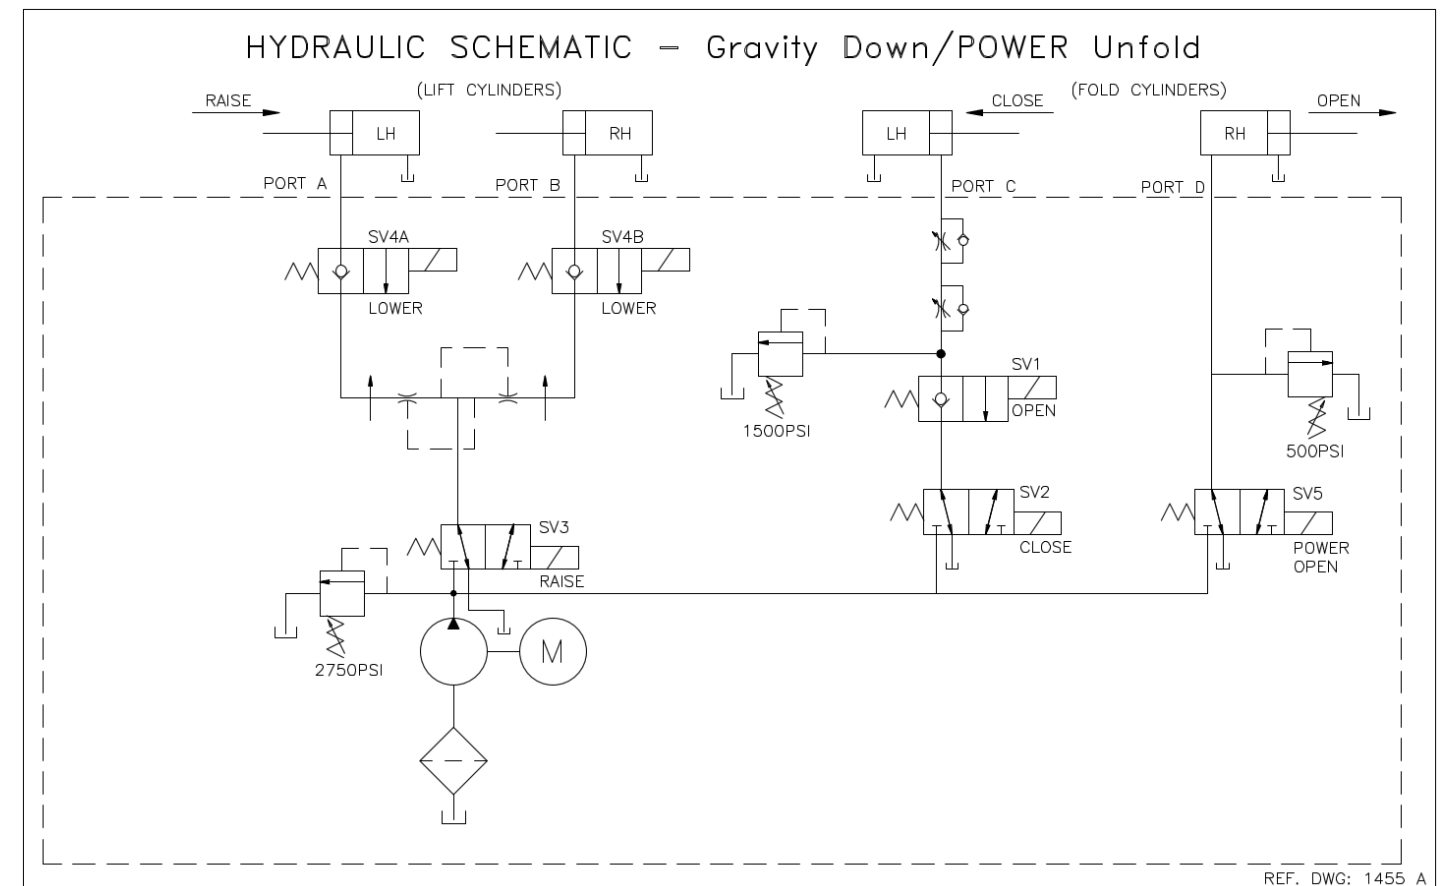 HYDRAULIC SCHEMATIC - Gravity Down/POWER Unfold
(LIFT CYLINDERS)
(FOLD CYLINDERS)
RAISE
CLOSE
OPEN
LH
RH
LH
RH
PORT A
PORT B
PORT C
PORT D
SV4A
SV4B
LOWER
LOWER
SV1
OPEN
1500PSI
500PSI
SV2
SV5
SV3
CLOSE
POWER
OPEN
RAISE
M
2750PSI
REF. DWG: 1455 A